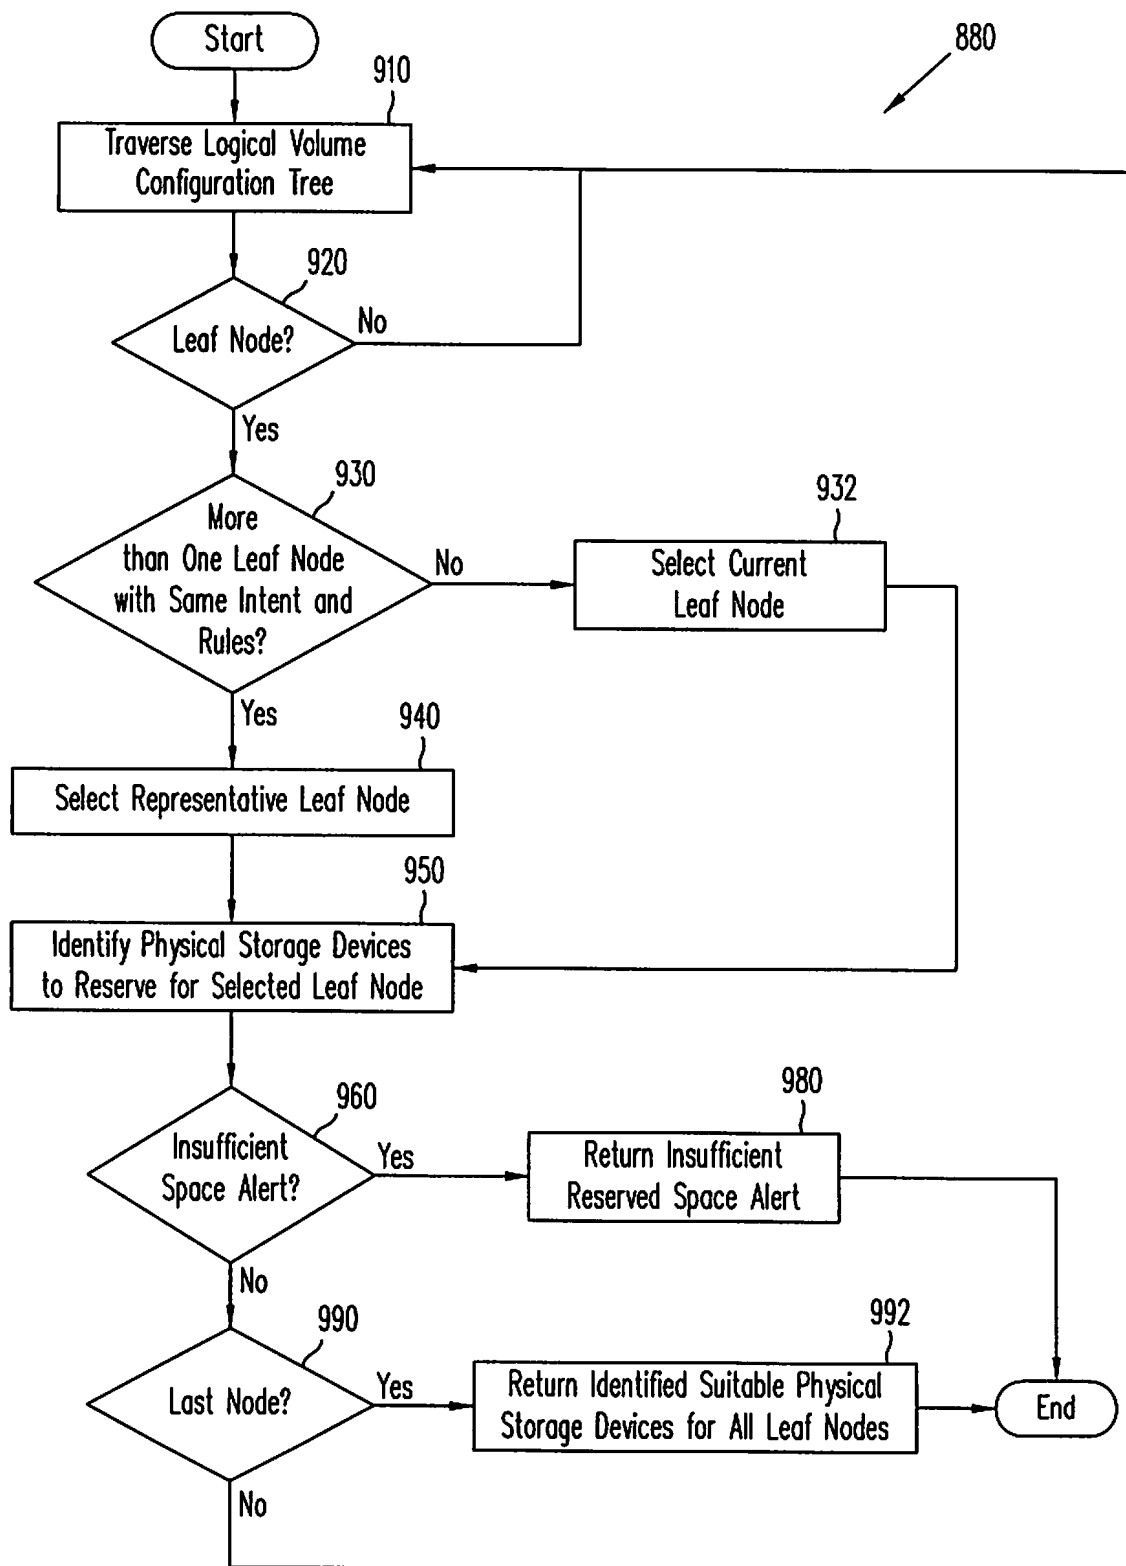 Start
880
910
Traverse Logical Volume
Configuration Tree
920
Leaf Node?
No
Yes
930
More
than One Leaf Node
with Same Intent and
Rules?
No
932
Select Current
Leaf Node
Yes
940
Select Representative Leaf Node
950
Identify Physical Storage Devices
to Reserve for Selected Leaf Node
960
Insufficient
Space Alert?
Yes
980
Return Insufficient
Reserved Space Alert
No
990
Last Node?
Yes
992
Return Identified Suitable Physical
Storage Devices for All Leaf Nodes
End
No